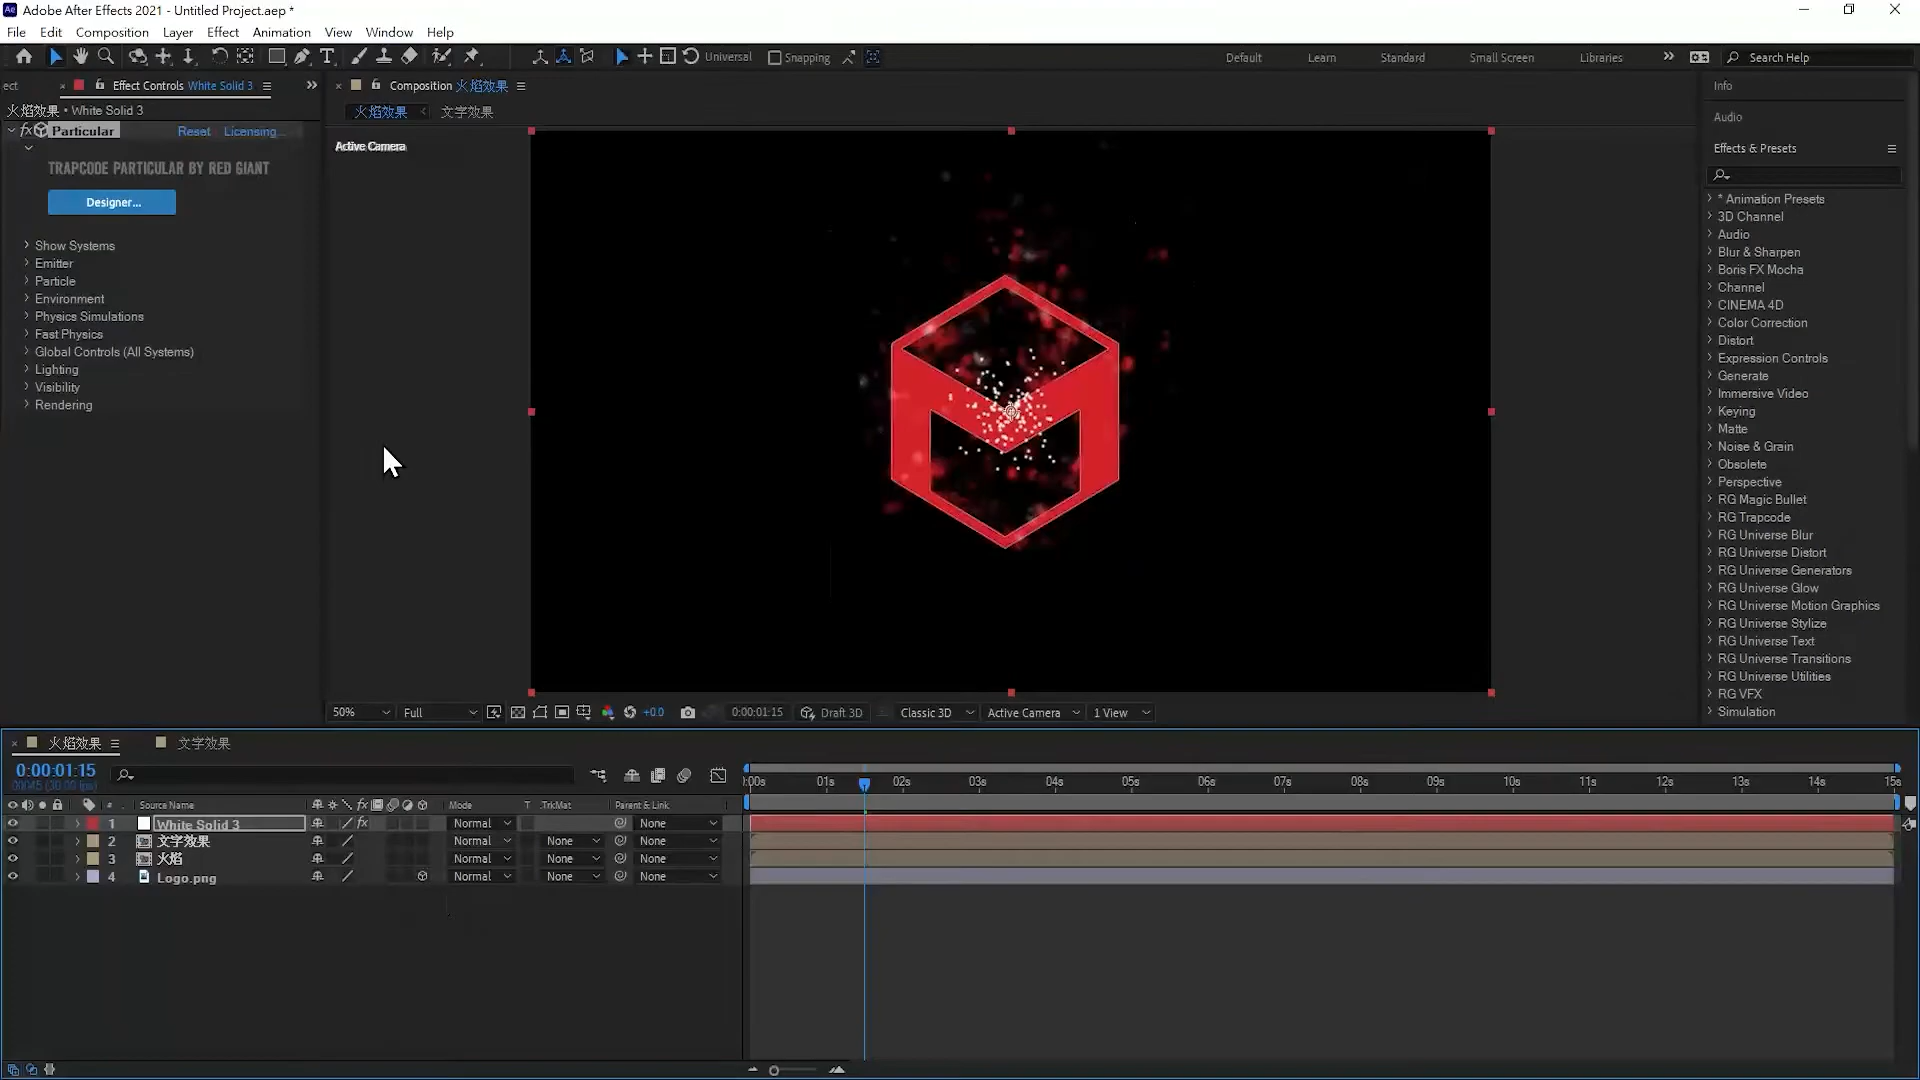 Adobe After Effects 2021 - Untitled Project.aep *
File Edit Composition Layer Effect Animation View Window Help
Universal Snapping Default Learn Standard Small Screen Libraries Search Help
ect Effect Controls White Solid 3
火焰效果 • White Solid 3
fx Particular Reset Licensing...
TRAPCODE PARTICULAR BY RED GIANT
Designer...
Show Systems
Emitter
Particle
Environment
Physics Simulations
Fast Physics
Global Controls (All Systems)
Lighting
Visibility
Rendering
Composition 火焰效果
火焰效果 文字效果
Active Camera
50% Full +0.0 0:00:01:15 Draft 3D Classic 3D Active Camera 1 View
Info
Audio
Effects & Presets
* Animation Presets
3D Channel
Audio
Blur & Sharpen
Boris FX Mocha
Channel
CINEMA 4D
Color Correction
Distort
Expression Controls
Generate
Immersive Video
Keying
Matte
Noise & Grain
Obsolete
Perspective
RG Magic Bullet
RG Trapcode
RG Universe Blur
RG Universe Distort
RG Universe Generators
RG Universe Glow
RG Universe Motion Graphics
RG Universe Stylize
RG Universe Text
RG Universe Transitions
RG Universe Utilities
RG VFX
Simulation
火焰效果 文字效果
0:00:01:15
00045 (30.00 fps)
:00s 01s 02s 03s 04s 05s 06s 07s 08s 09s 10s 11s 12s 13s 14s 15s
# Source Name fx Mode T .TrkMat Parent & Link
1 White Solid 3 fx Normal None
2 文字效果 Normal None None
3 火焰 Normal None None
4 Logo.png Normal None None